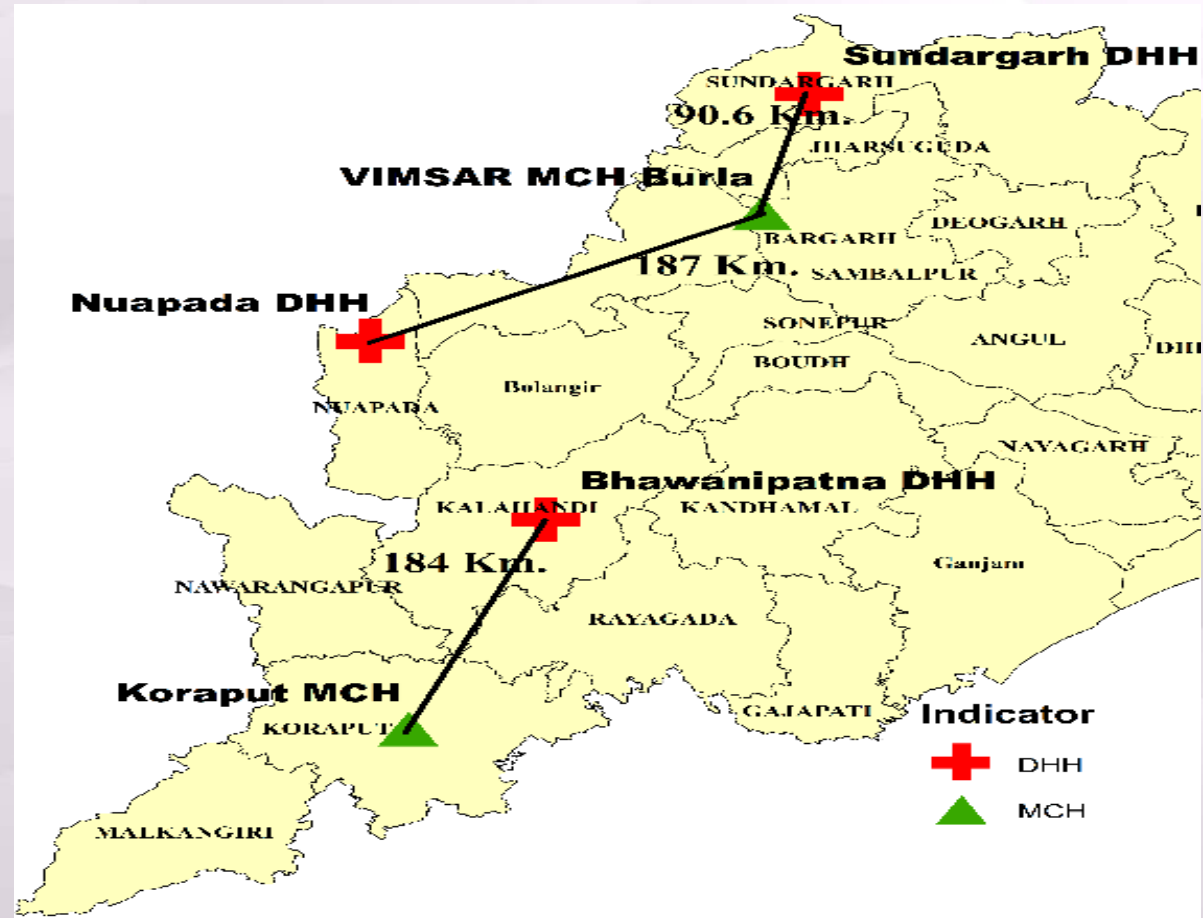 Sundargarh DHH
SUNDARGARH
90.6 Km.
JHARSUGUDA
VIMSAR MCH Burla
DEOGARH
BARGARH
187 Km.
SAMBALPUR
Nuapada DHH
SONEPUR
ANGUL
BOUDH
Bolangir
NUAPADA
NAYAGARH
Bhawanipatna DHH
KALAHANDI
KANDHAMAL
184 Km.
Ganjam
NAWARANGAPUR
RAYAGADA
Koraput MCH
GAJAPATI
Indicator
KORAPUT
DHH
MCH
MALKANGIRI